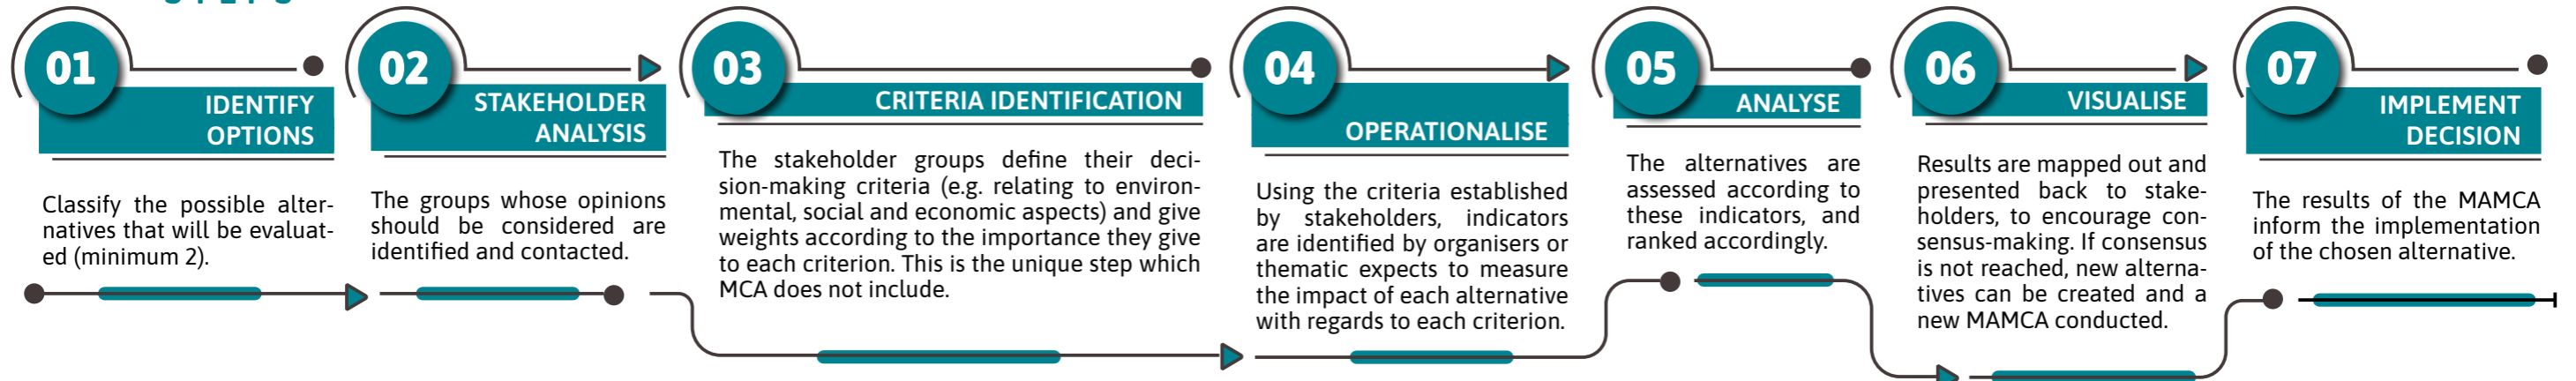 STEPS
01
IDENTIFY
OPTIONS
Classify the possible alter-
natives that will be evaluat-
ed (minimum 2).
02
STAKEHOLDER
ANALYSIS
The groups whose opinions
should be considered are
identified and contacted.
03
CRITERIA IDENTIFICATION
The stakeholder groups define their deci-
sion-making criteria (e.g. relating to environ-
mental, social and economic aspects) and give
weights according to the importance they give
to each criterion. This is the unique step which
MCA does not include.
04
OPERATIONALISE
Using the criteria established
by stakeholders, indicators
are identified by organisers or
thematic expects to measure
the impact of each alternative
with regards to each criterion.
05
ANALYSE
The alternatives are
assessed according to
these indicators, and
ranked accordingly.
06
VISUALISE
Results are mapped out and
presented back to stake-
holders, to encourage con-
sensus-making. If consensus
is not reached, new alterna-
tives can be created and a
new MAMCA conducted.
07
IMPLEMENT
DECISION
The results of the MAMCA
inform the implementation
of the chosen alternative.